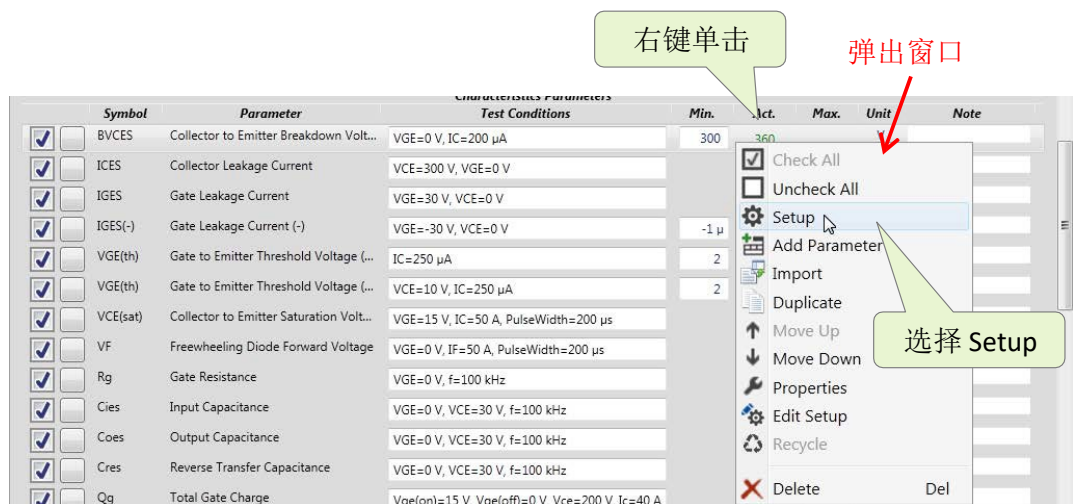 右键单击
弹出窗口
Characteristics Parameters
Symbol Parameter Test Conditions Min. Act. Max. Unit Note
BVCES Collector to Emitter Breakdown Volt... VGE=0 V, IC=200 µA 300 360 V
ICES Collector Leakage Current VCE=300 V, VGE=0 V
IGES Gate Leakage Current VGE=30 V, VCE=0 V
IGES(-) Gate Leakage Current (-) VGE=-30 V, VCE=0 V -1 µ
VGE(th) Gate to Emitter Threshold Voltage (... IC=250 µA 2
VGE(th) Gate to Emitter Threshold Voltage (... VCE=10 V, IC=250 µA 2
VCE(sat) Collector to Emitter Saturation Volt... VGE=15 V, IC=50 A, PulseWidth=200 µs
VF Freewheeling Diode Forward Voltage VGE=0 V, IF=50 A, PulseWidth=200 µs
Rg Gate Resistance VGE=0 V, f=100 kHz
Cies Input Capacitance VGE=0 V, VCE=30 V, f=100 kHz
Coes Output Capacitance VGE=0 V, VCE=30 V, f=100 kHz
Cres Reverse Transfer Capacitance VGE=0 V, VCE=30 V, f=100 kHz
Qg Total Gate Charge Vge(on)=15 V, Vge(off)=0 V, Vce=200 V, Ic=40 A
Check All
Uncheck All
Setup
Add Parameter
Import
Duplicate
Move Up
Move Down
Properties
Edit Setup
Recycle
Delete Del
选择 Setup